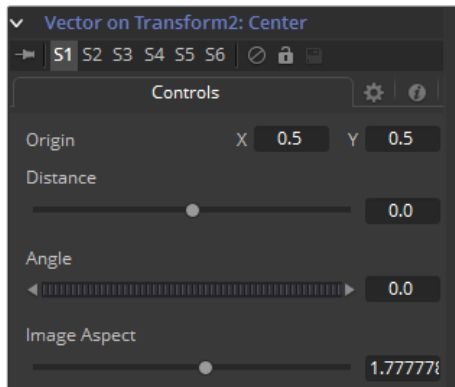 Vector on Transform2: Center
S1 S2 S3 S4 S5 S6
Controls
Origin X 0.5 Y 0.5
Distance
0.0
Angle
0.0
Image Aspect
1.777778